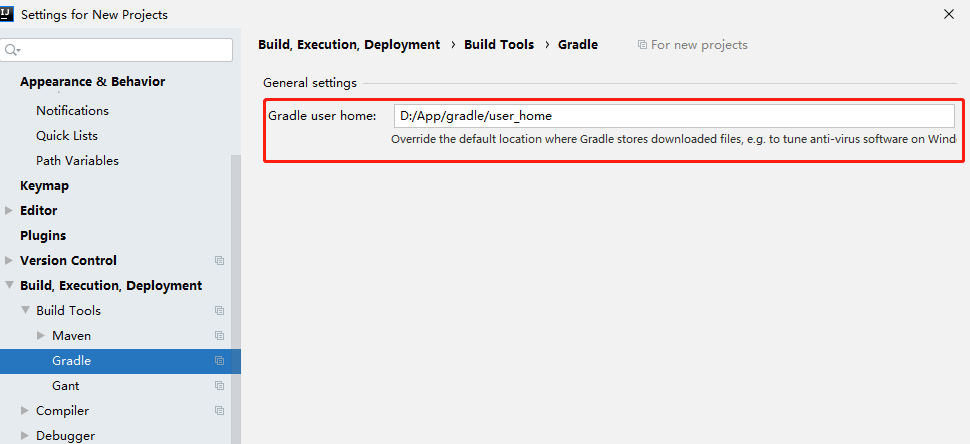 IJ Settings for New Projects
Appearance & Behavior
Notifications
Quick Lists
Path Variables
Keymap
Editor
Plugins
Version Control
Build, Execution, Deployment
Build Tools
Maven
Gradle
Gant
Compiler
Debugger
Build, Execution, Deployment › Build Tools › Gradle For new projects
General settings
Gradle user home: D:/App/gradle/user_home
Override the default location where Gradle stores downloaded files, e.g. to tune anti-virus software on Wind